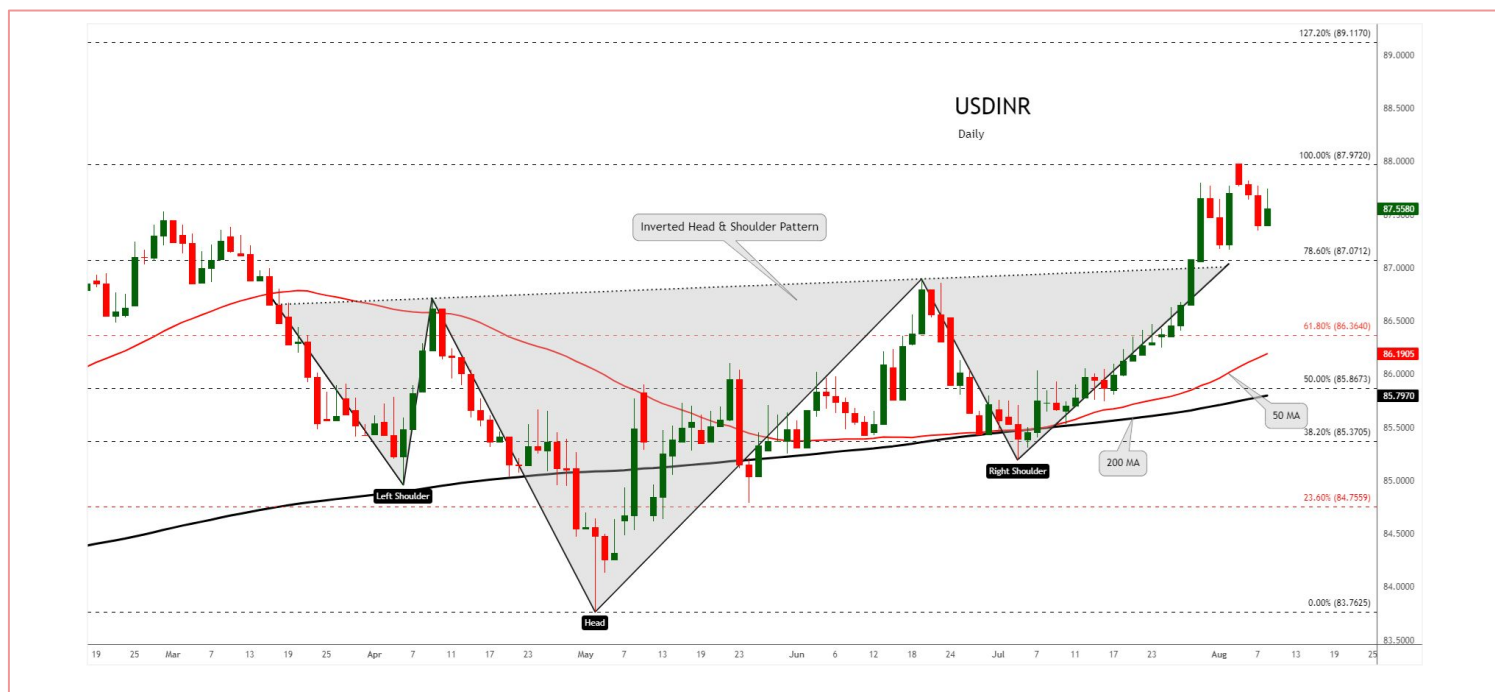 127.20% (89.1170)
89.0000
USDINR
Daily
88.5000
100.00% (87.9720)
88.0000
87.5580
87.5000
Inverted Head & Shoulder Pattern
78.60% (87.0712)
87.0000
86.5000
61.80% (86.3640)
86.1905
86.0000
50.00% (85.8673)
85.7970
50 MA
85.5000
38.20% (85.3705)
200 MA
Right Shoulder
Left Shoulder
85.0000
23.60% (84.7559)
84.5000
84.0000
0.00% (83.7625)
Head
83.5000
19 25 Mar 7 13 19 25 Apr 7 11 17 23 May 7 13 19 23 Jun 6 12 18 24 Jul 7 11 17 23 Aug 7 13 19 25